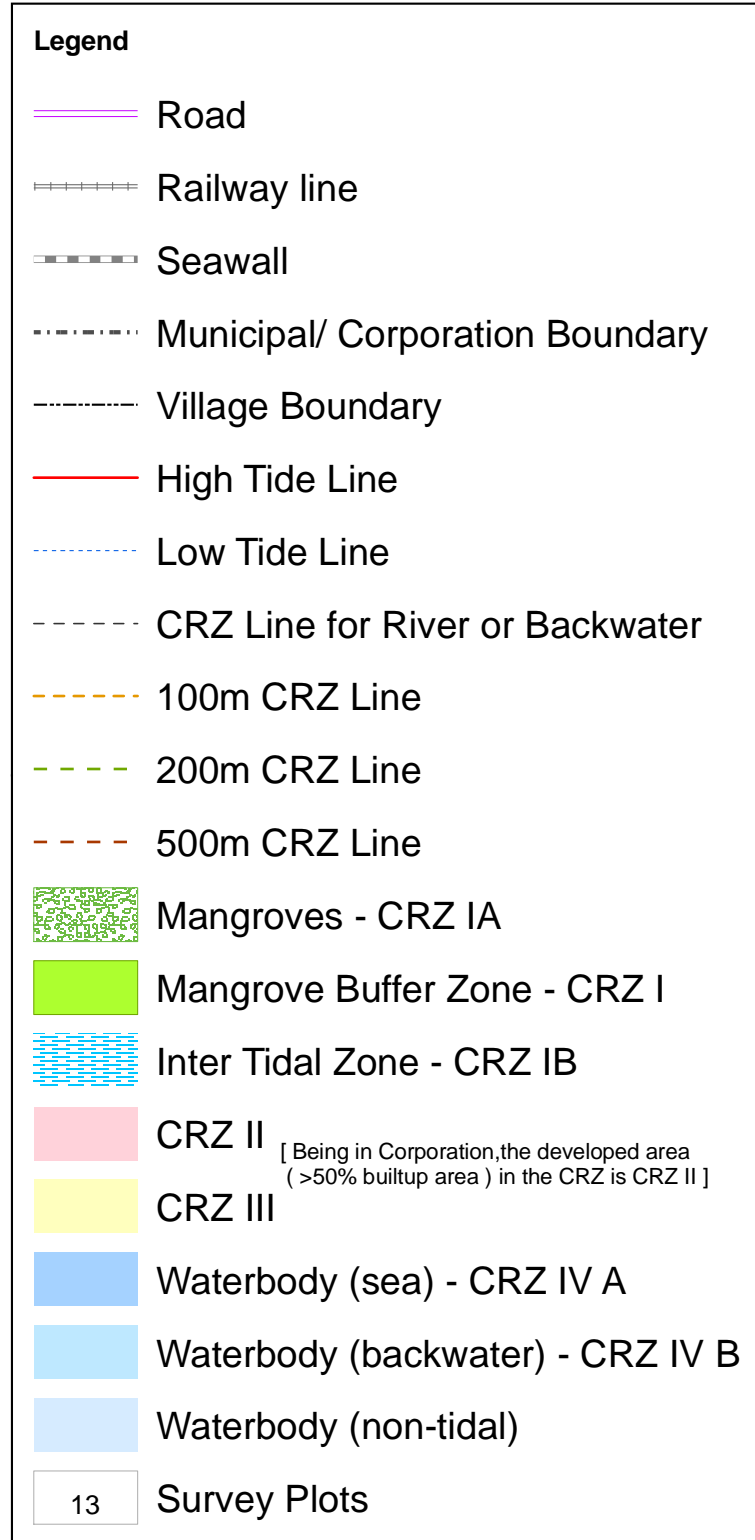 Legend
Road
Railway line
Seawall
Municipal/ Corporation Boundary
Village Boundary
High Tide Line
Low Tide Line
CRZ Line for River or Backwater
100m CRZ Line
200m CRZ Line
500m CRZ Line
Mangroves - CRZ IA
Mangrove Buffer Zone - CRZ I
Inter Tidal Zone - CRZ IB
CRZ II [ Being in Corporation,the developed area
( >50% builtup area ) in the CRZ is CRZ II ]
CRZ III
Waterbody (sea) - CRZ IV A
Waterbody (backwater) - CRZ IV B
Waterbody (non-tidal)
13 Survey Plots